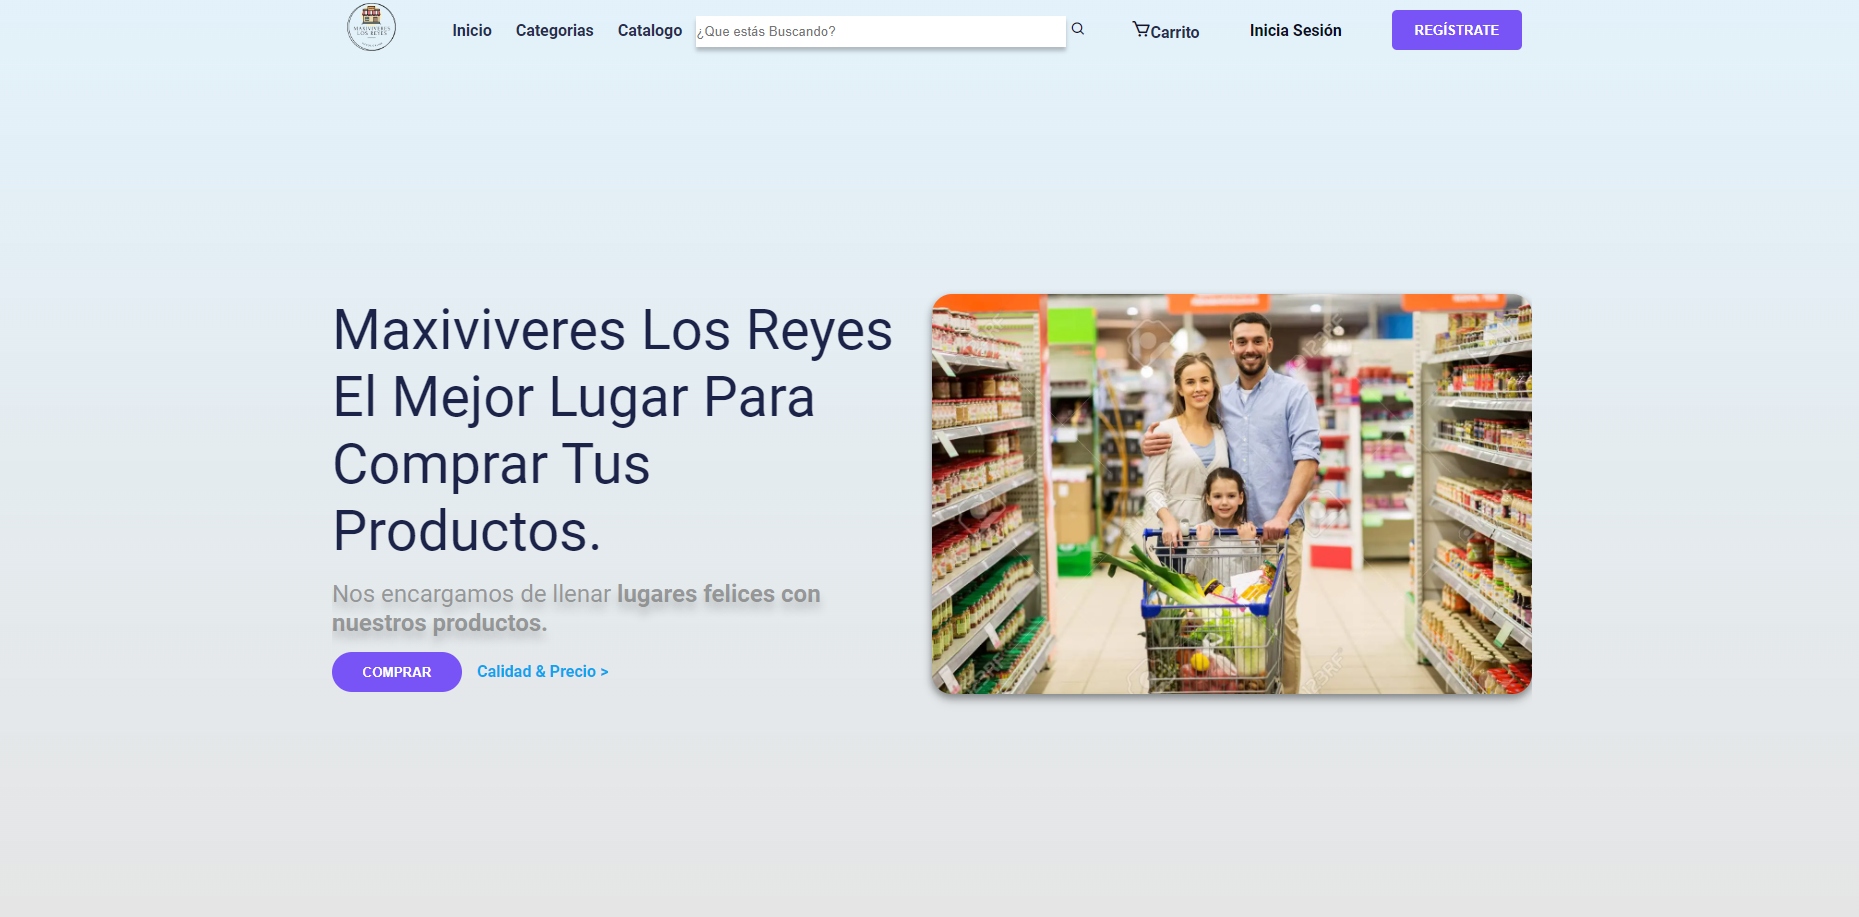 MAXIVIVERES
LOS REYES
Inicio
Categorias
Catalogo
¿Que estás Buscando?
Carrito
Inicia Sesión
REGÍSTRATE
Maxiviveres Los Reyes
El Mejor Lugar Para
Comprar Tus
Productos.
Nos encargamos de llenar lugares felices con
nuestros productos.
COMPRAR
Calidad & Precio >
123RF